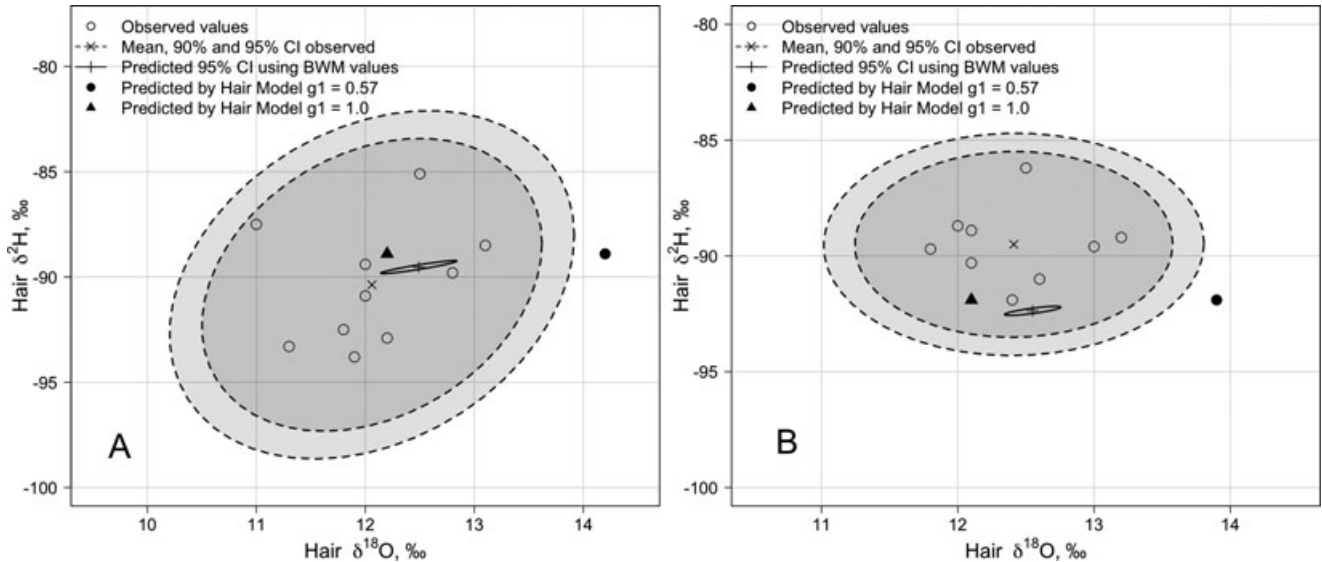 Observed values
Mean, 90% and 95% CI observed
Predicted 95% CI using BWM values
Predicted by Hair Model g1 = 0.57
Predicted by Hair Model g1 = 1.0
-80
-85
-90
-95
-100
Hair δ²H, ‰
A
10
11
12
13
14
Hair δ¹⁸O, ‰
Observed values
Mean, 90% and 95% CI observed
Predicted 95% CI using BWM values
Predicted by Hair Model g1 = 0.57
Predicted by Hair Model g1 = 1.0
-80
-85
-90
-95
-100
Hair δ²H, ‰
B
11
12
13
14
Hair δ¹⁸O, ‰